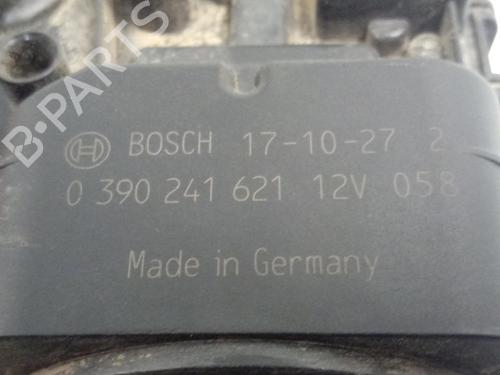 BOSCH 17-10-27 2
0 390 241 621 12V 058
Made in Germany
B-PARTS